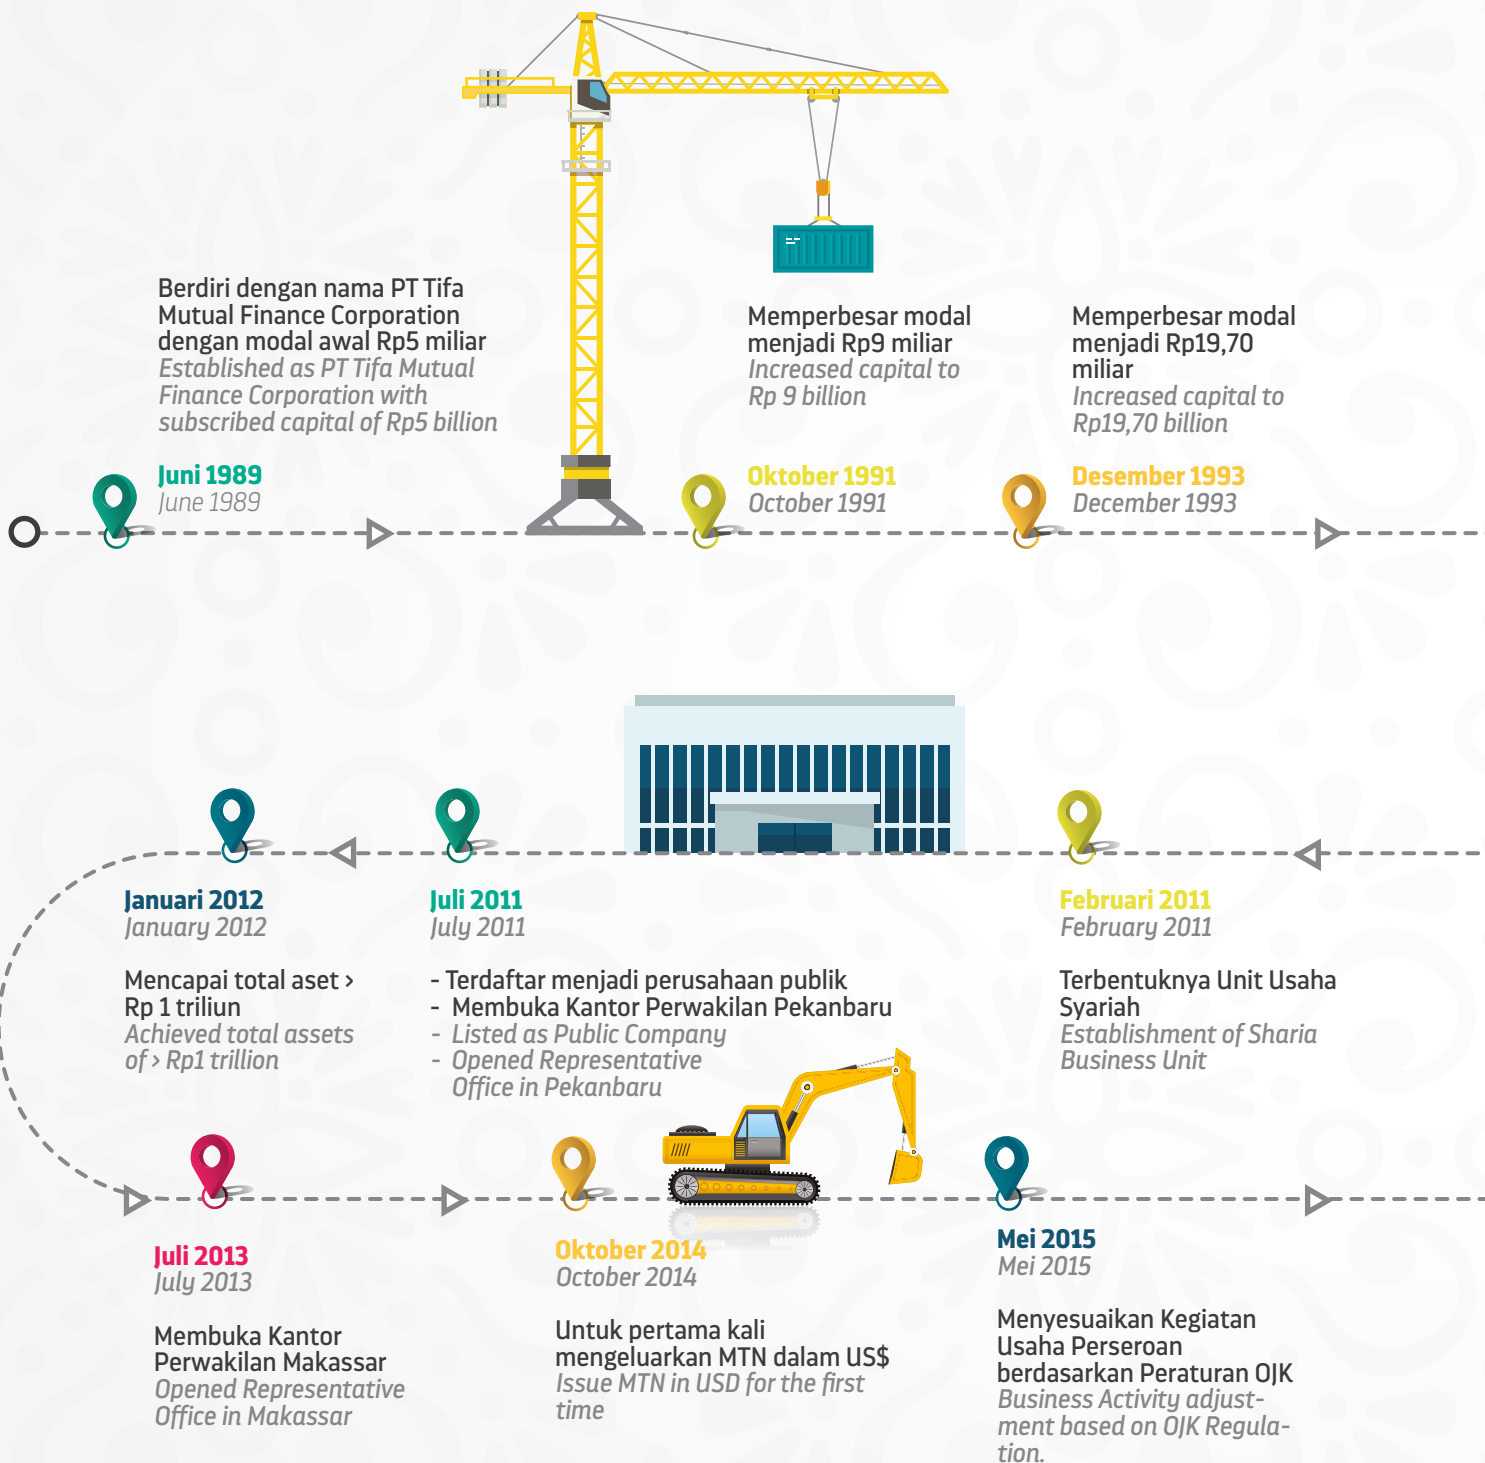 Berdiri dengan nama PT Tifa
Mutual Finance Corporation
dengan modal awal Rp5 miliar
Established as PT Tifa Mutual
Finance Corporation with
subscribed capital of Rp5 billion
Juni 1989
June 1989
Memperbesar modal
menjadi Rp9 miliar
Increased capital to
Rp 9 billion
Oktober 1991
October 1991
Memperbesar modal
menjadi Rp19,70
miliar
Increased capital to
Rp19,70 billion
Desember 1993
December 1993
Februari 2011
February 2011
Terbentuknya Unit Usaha
Syariah
Establishment of Sharia
Business Unit
Juli 2011
July 2011
- Terdaftar menjadi perusahaan publik
- Membuka Kantor Perwakilan Pekanbaru
- Listed as Public Company
- Opened Representative
Office in Pekanbaru
Januari 2012
January 2012
Mencapai total aset >
Rp 1 triliun
Achieved total assets
of > Rp1 trillion
Juli 2013
July 2013
Membuka Kantor
Perwakilan Makassar
Opened Representative
Office in Makassar
Oktober 2014
October 2014
Untuk pertama kali
mengeluarkan MTN dalam US$
Issue MTN in USD for the first
time
Mei 2015
Mei 2015
Menyesuaikan Kegiatan
Usaha Perseroan
berdasarkan Peraturan OJK
Business Activity adjust-
ment based on OJK Regula-
tion.